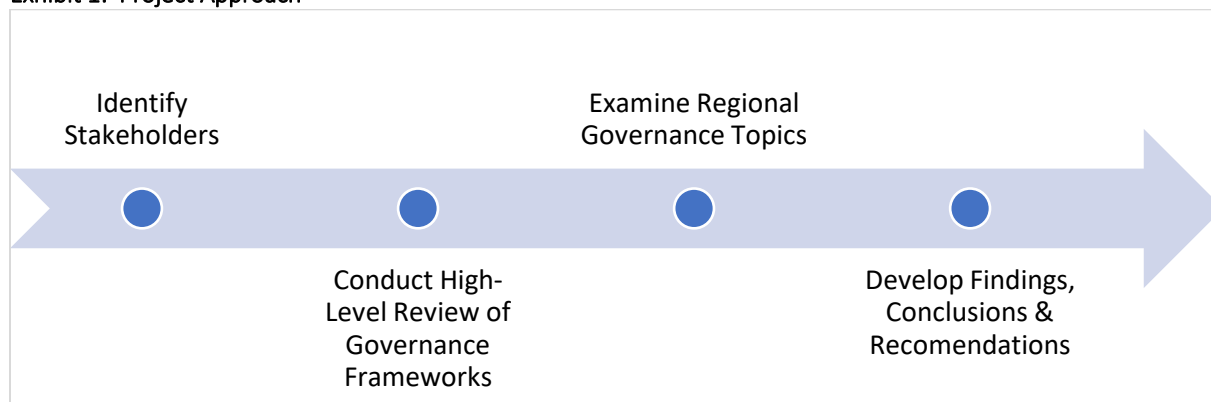 Exhibit 1: Project Approach
Identify
Stakeholders
Conduct High-
Level Review of
Governance
Frameworks
Examine Regional
Governance Topics
Develop Findings,
Conclusions &
Recomendations